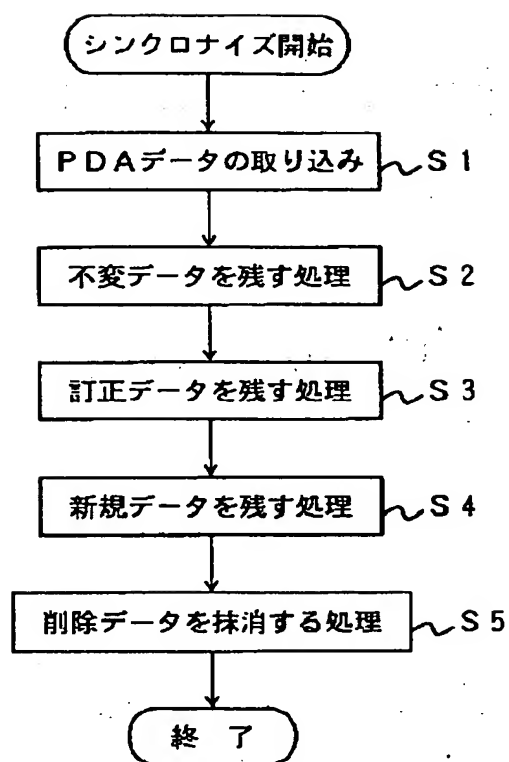 シンクロナイズ開始
PDAデータの取り込み S1
不変データを残す処理 S2
訂正データを残す処理 S3
新規データを残す処理 S4
削除データを抹消する処理 S5
終 了